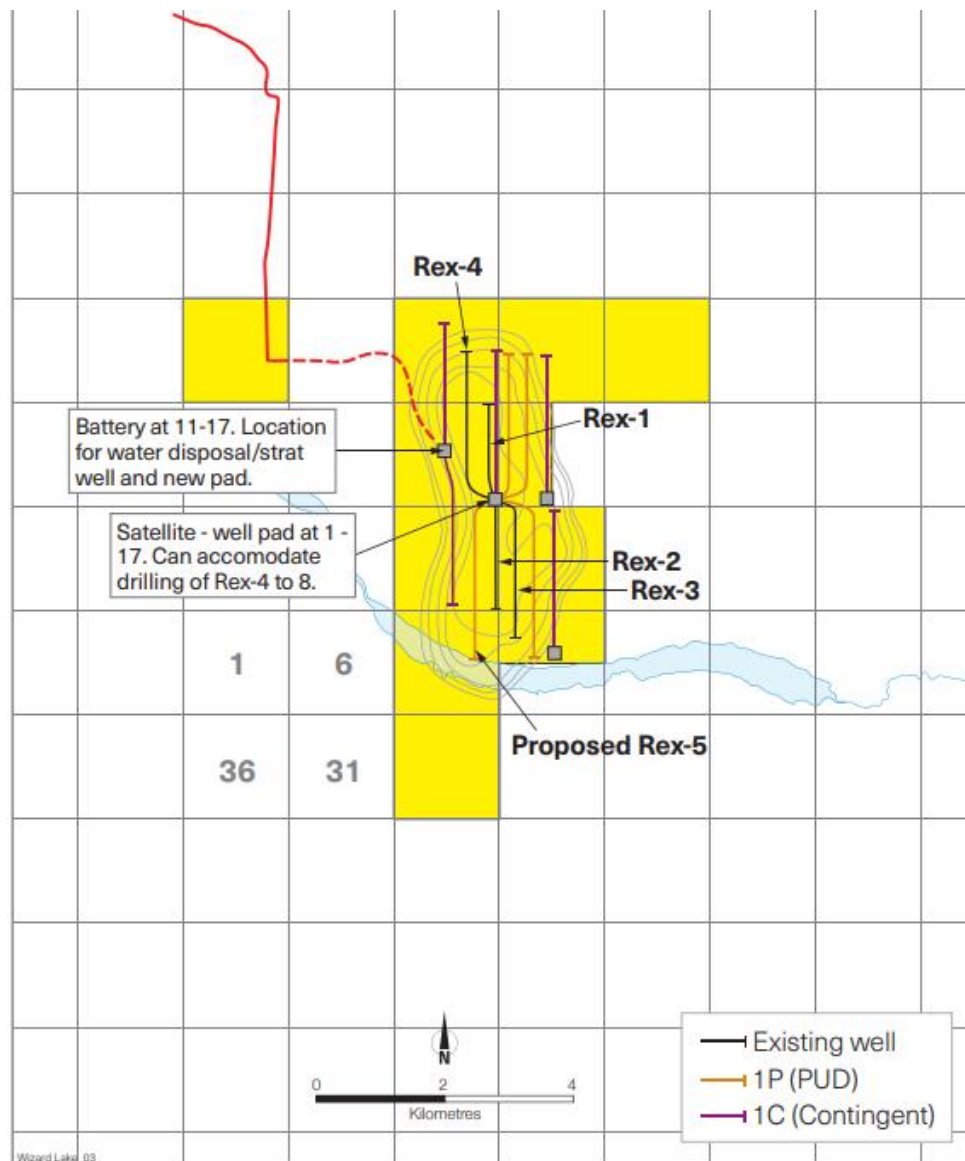 Rex-4
Rex-1
Battery at 11-17. Location
for water disposal/strat
well and new pad.
Satellite - well pad at 1 -
17. Can accomodate
drilling of Rex-4 to 8.
Rex-2
Rex-3
1 6
Proposed Rex-5
36 31
N
0 2 4
Kilometres
Existing well
1P (PUD)
1C (Contingent)
Wizard Lake_03